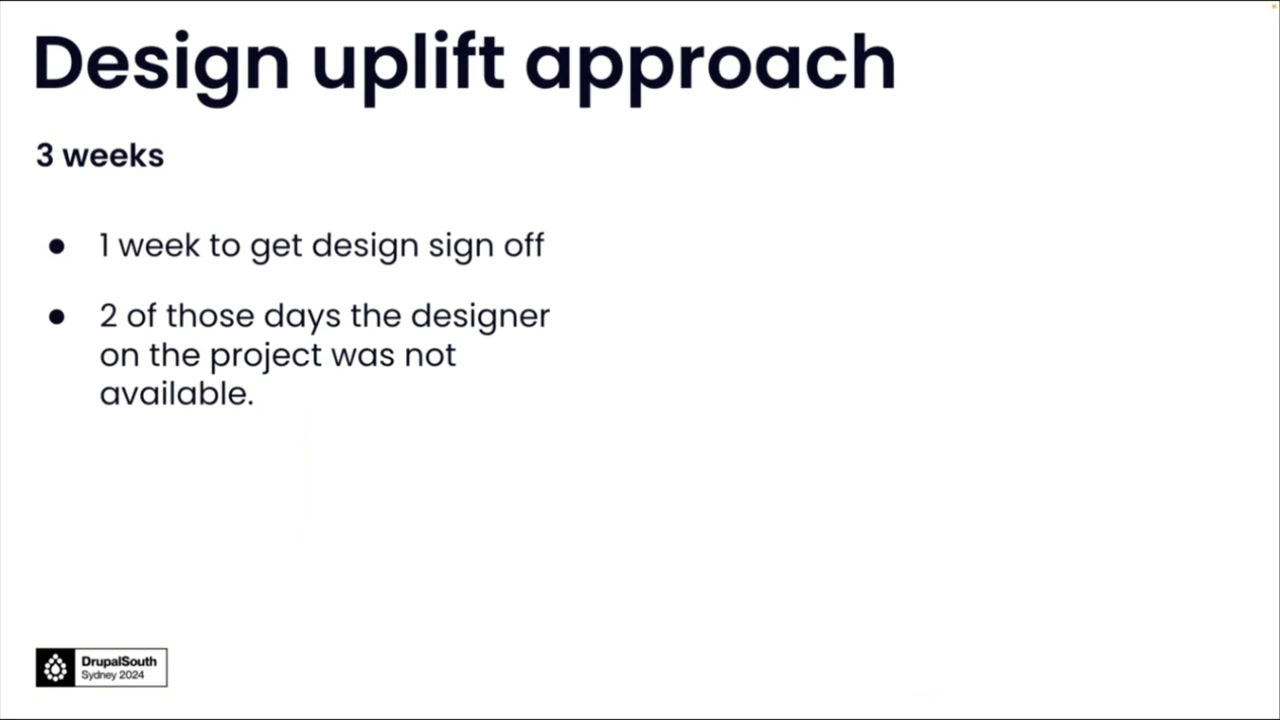 Design uplift approach
3 weeks
● 1 week to get design sign off
● 2 of those days the designer
on the project was not
available.
DrupalSouth
Sydney 2024